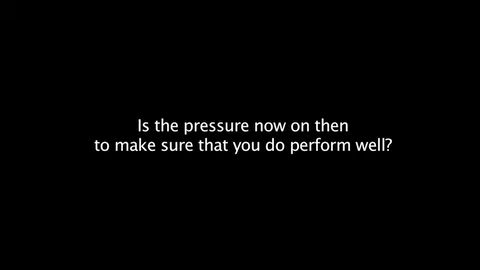 Is the pressure now on then
to make sure that you do perform well?